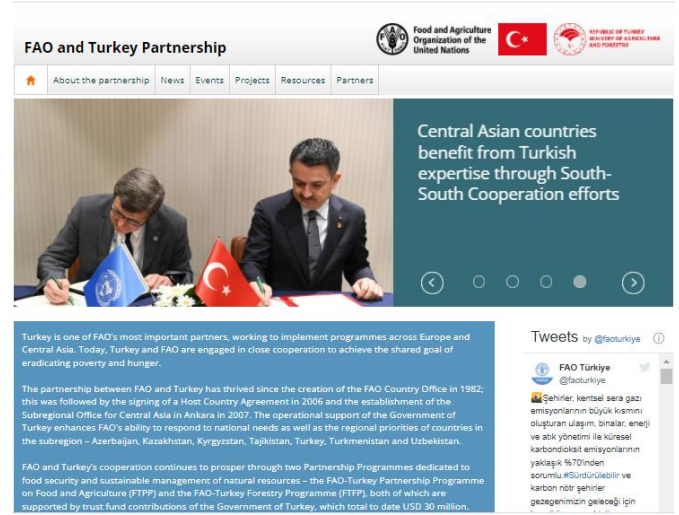 FAO and Turkey Partnership
Food and Agriculture
Organization of the
United Nations
REPUBLIC OF TURKEY
MINISTRY OF AGRICULTURE
AND FORESTRY
About the partnership News Events Projects Resources Partners
Central Asian countries
benefit from Turkish
expertise through South-
South Cooperation efforts
Turkey is one of FAO's most important partners, working to implement programmes across Europe and
Central Asia. Today, Turkey and FAO are engaged in close cooperation to achieve the shared goal of
eradicating poverty and hunger.
The partnership between FAO and Turkey has thrived since the creation of the FAO Country Office in 1982;
this was followed by the signing of a Host Country Agreement in 2006 and the establishment of the
Subregional Office for Central Asia in Ankara in 2007. The operational support of the Government of
Turkey enhances FAO's ability to respond to national needs as well as the regional priorities of countries in
the subregion – Azerbaijan, Kazakhstan, Kyrgyzstan, Tajikistan, Turkey, Turkmenistan and Uzbekistan.
FAO and Turkey's cooperation continues to prosper through two Partnership Programmes dedicated to
food security and sustainable management of natural resources – the FAO-Turkey Partnership Programme
on Food and Agriculture (FTPP) and the FAO-Turkey Forestry Programme (FTFP), both of which are
supported by trust fund contributions of the Government of Turkey, which total to date USD 30 million.
Tweets by @faoturkiye
FAO Türkiye
@faoturkiye
Şehirler, kentsel sera gazı
emisyonlarının büyük kısmını
oluşturan ulaşım, binalar, enerji
ve atık yönetimi ile küresel
karbondioksit emisyonlarının
yaklaşık %70'inden
sorumlu.#Sürdürülebilir ve
karbon nötr şehirler
gezegenimizin geleceği için